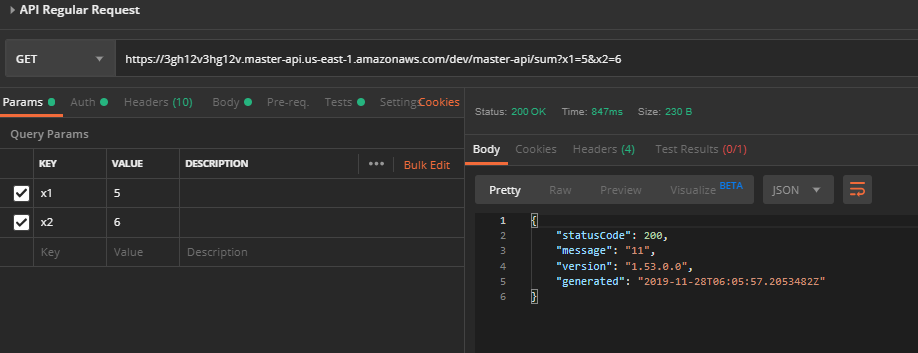 API Regular Request
GET https://3gh12v3hg12v.master-api.us-east-1.amazonaws.com/dev/master-api/sum?x1=5&x2=6
Params Auth Headers (10) Body Pre-req. Tests Settings Cookies
Query Params
KEY VALUE DESCRIPTION ••• Bulk Edit
x1 5
x2 6
Key Value Description
Status: 200 OK Time: 847ms Size: 230 B
Body Cookies Headers (4) Test Results (0/1)
Pretty Raw Preview Visualize BETA JSON
1 {
2 "statusCode": 200,
3 "message": "11",
4 "version": "1.53.0.0",
5 "generated": "2019-11-28T06:05:57.2053482Z"
6 }